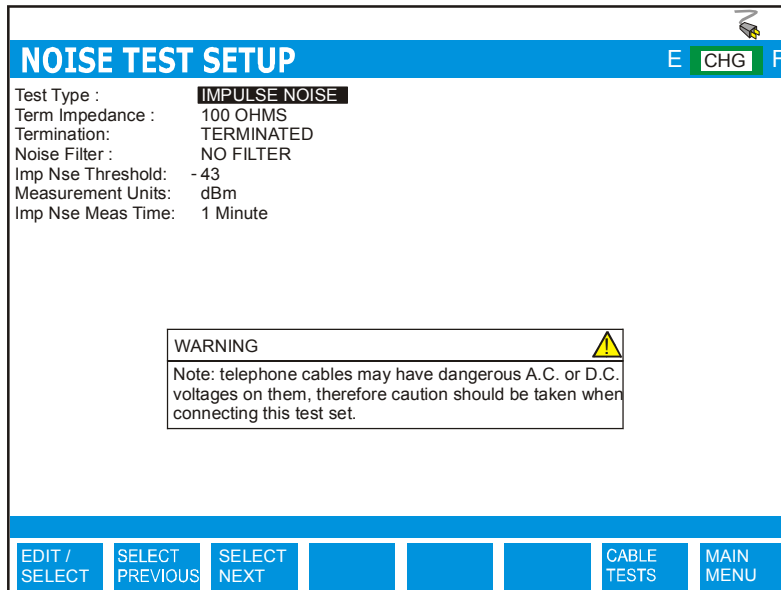 NOISE TEST SETUP E CHG F
Test Type : IMPULSE NOISE
Term Impedance : 100 OHMS
Termination: TERMINATED
Noise Filter : NO FILTER
Imp Nse Threshold: - 43
Measurement Units: dBm
Imp Nse Meas Time: 1 Minute
WARNING
Note: telephone cables may have dangerous A.C. or D.C.
voltages on them, therefore caution should be taken when
connecting this test set.
EDIT / SELECT SELECT CABLE MAIN
SELECT PREVIOUS NEXT TESTS MENU